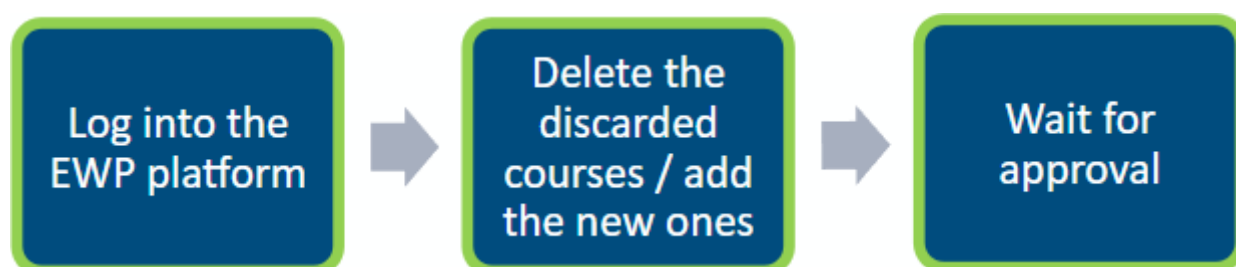 Log into the
EWP platform
Delete the
discarded
courses / add
the new ones
Wait for
approval